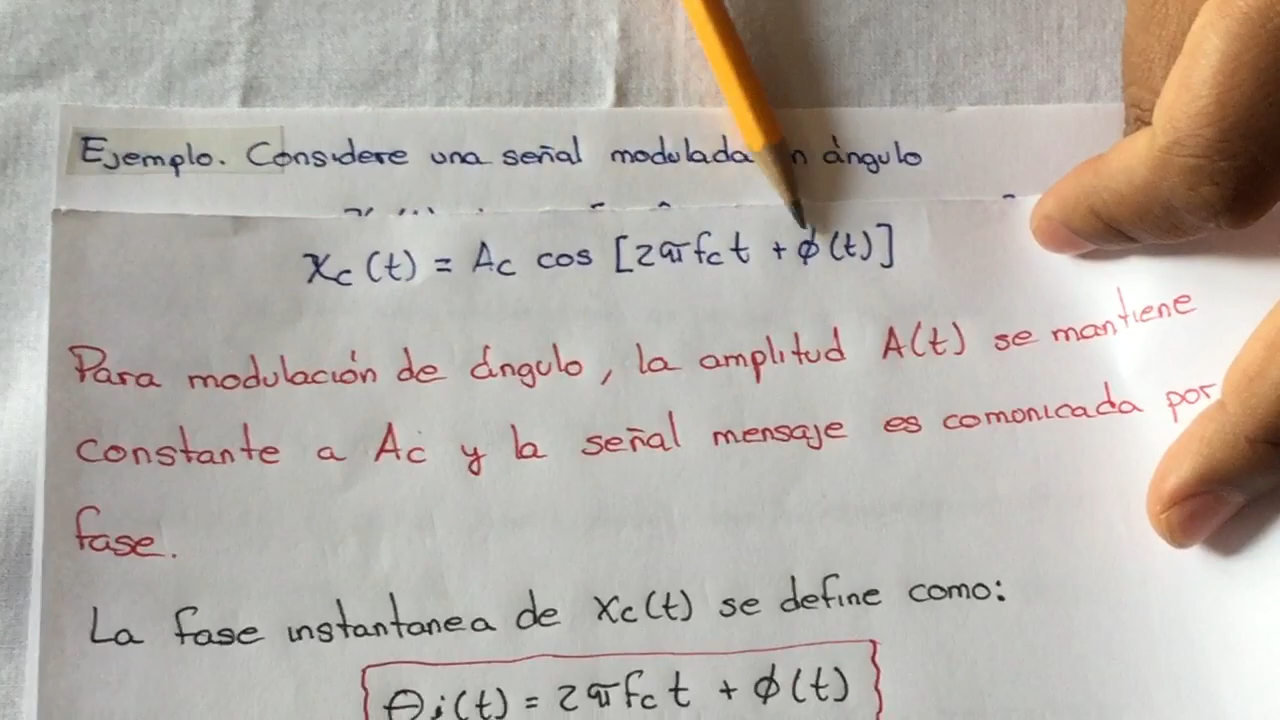 Ejemplo. Considere una señal modulada n ángulo
Xc(t) = Ac cos [2πfct + ϕ(t)]
Para modulación de ángulo, la amplitud A(t) se mantiene
constante a Ac y la señal mensaje es comonicada por
fase.
La fase instantanea de Xc(t) se define como:
θi(t) = 2πfct + ϕ(t)